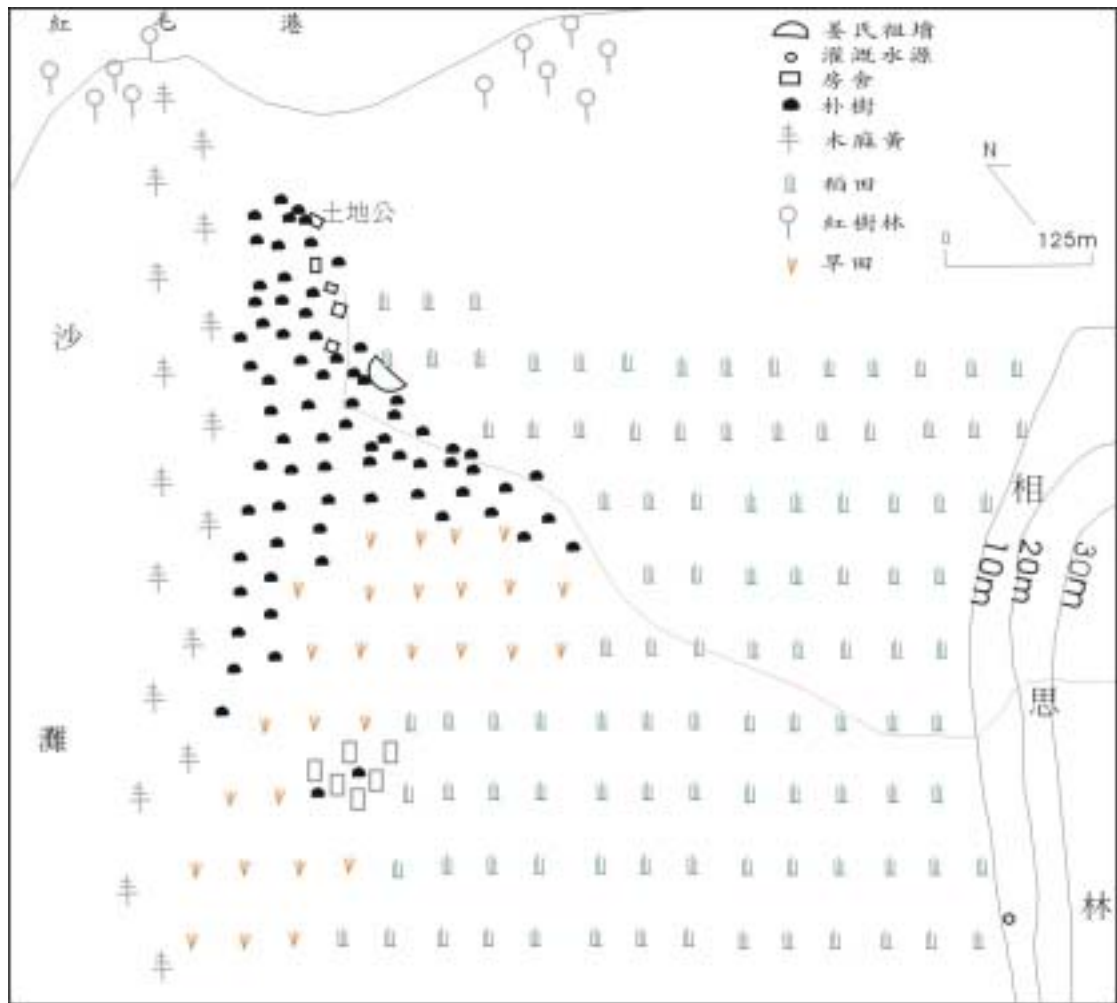 紅毛港
姜氏祖墳
灌溉水源
房舍
朴樹
木麻黃
稻田
紅樹林
旱田
N
0
125m
土地公
沙灘
相思林
10m
20m
30m